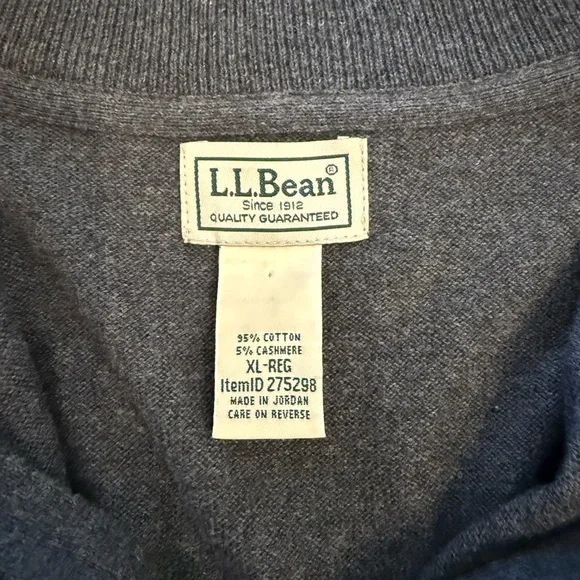 L.L.Bean®
Since 1912
QUALITY GUARANTEED
95% COTTON
5% CASHMERE
XL-REG
ItemID 275298
MADE IN JORDAN
CARE ON REVERSE